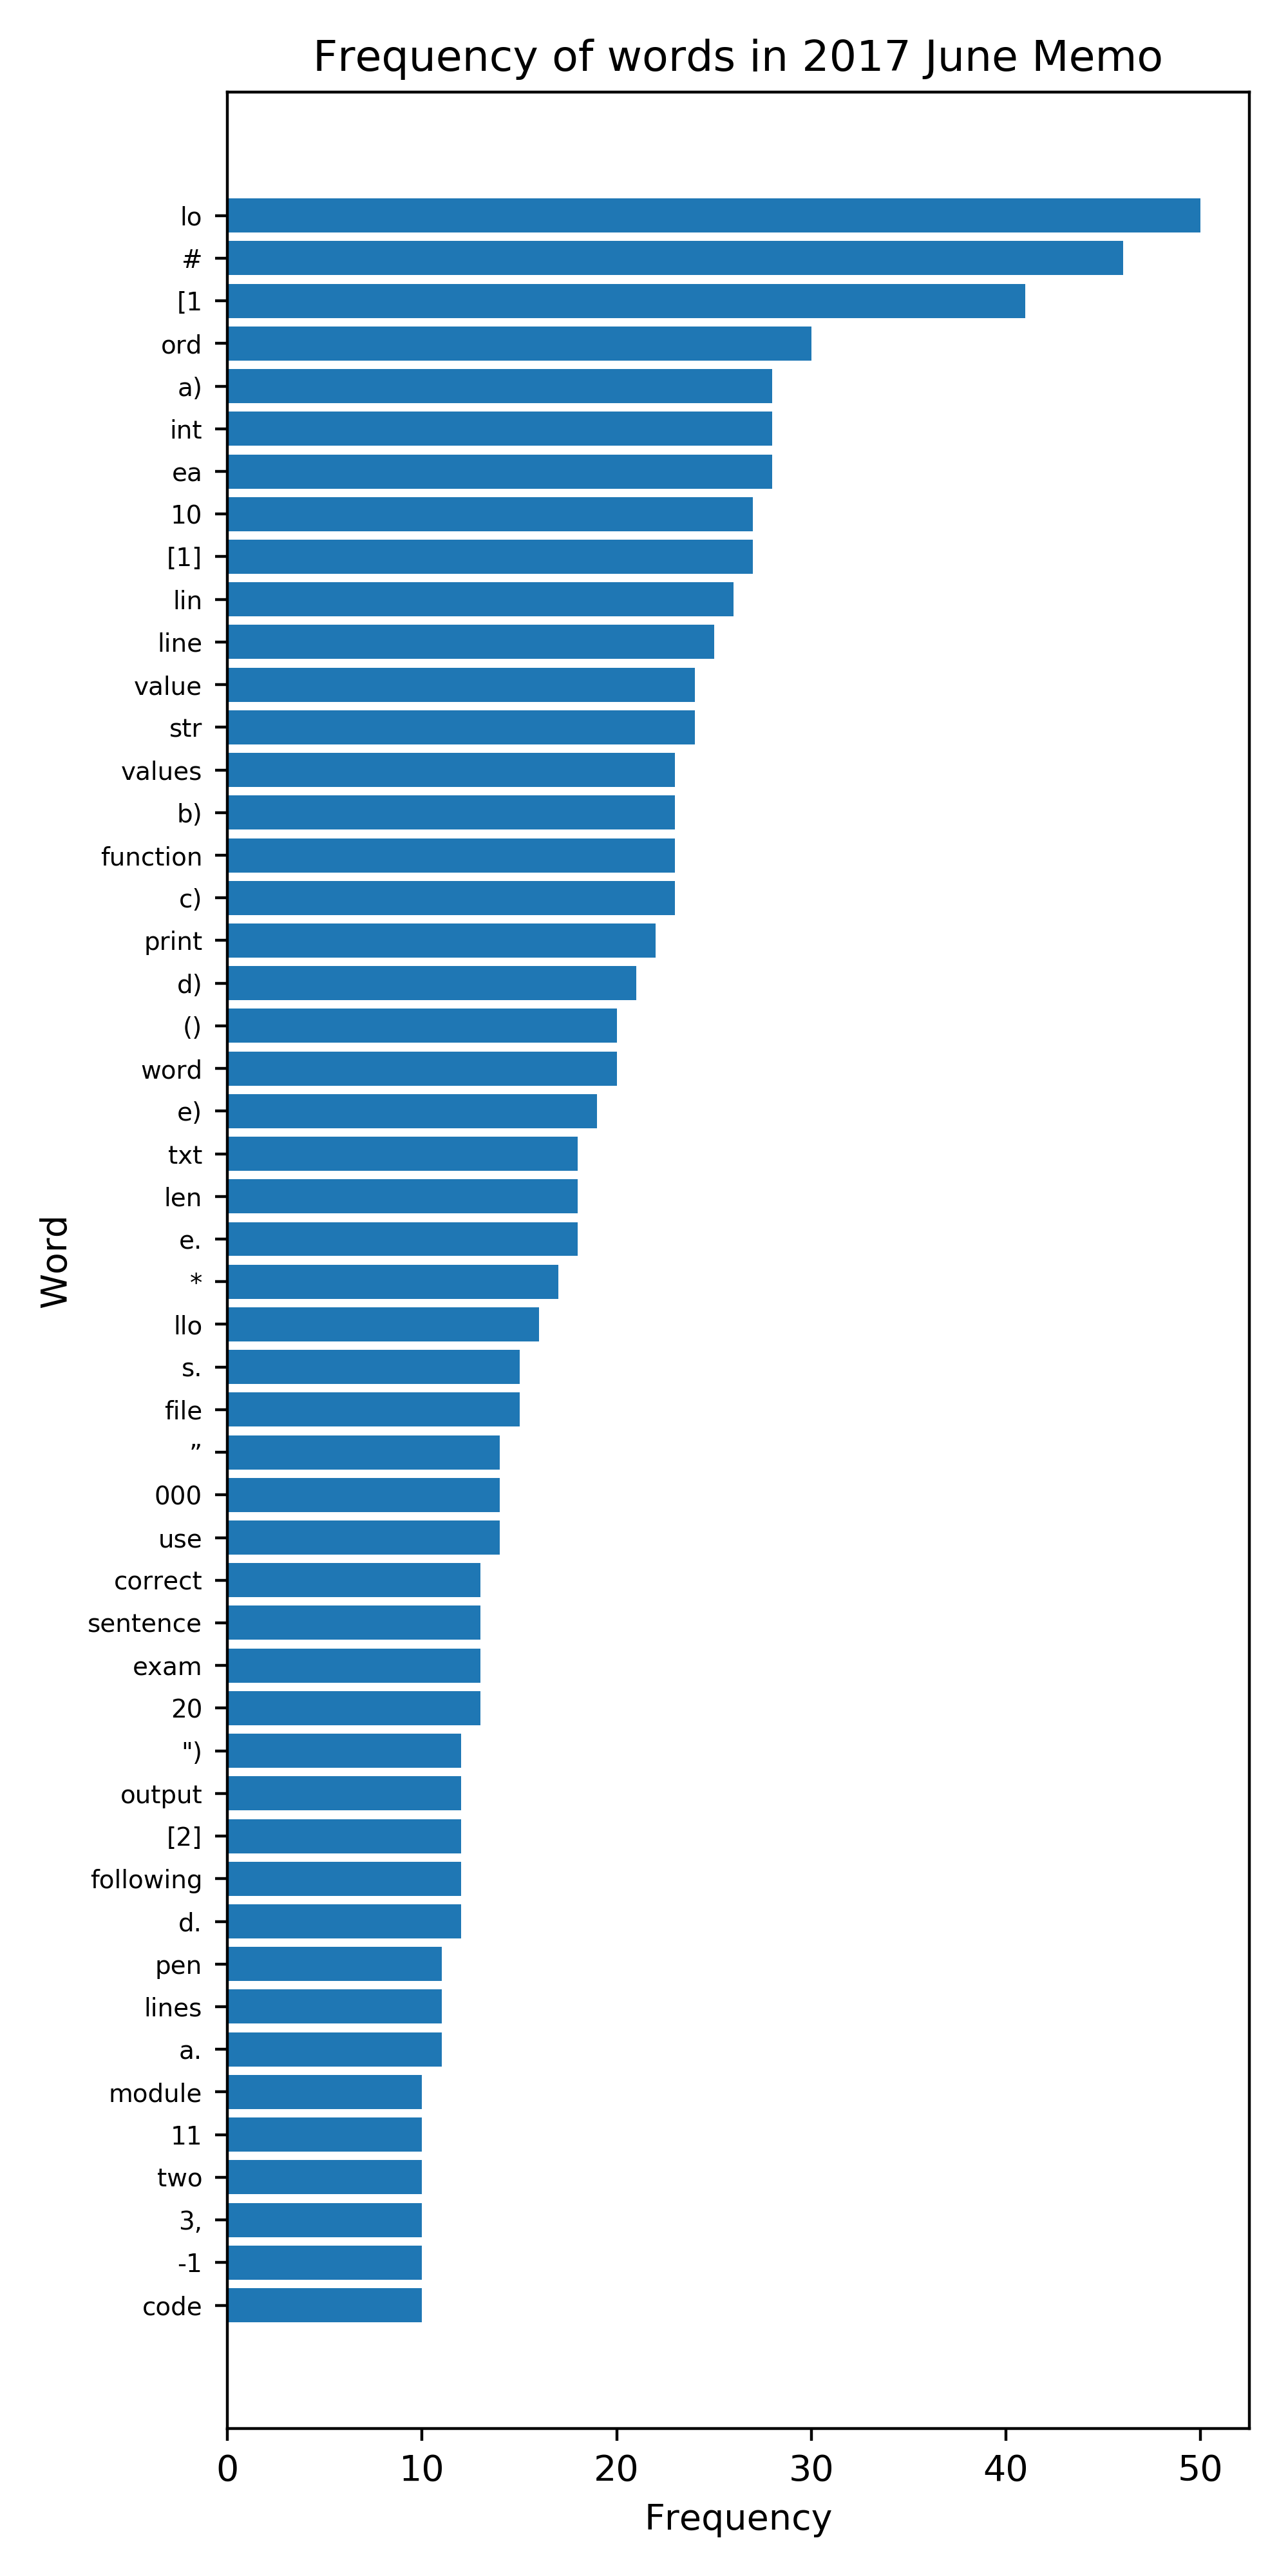 Frequency of words in 2017 June Memo
lo
#
[1
ord
a)
int
ea
10
[1]
lin
line
value
str
values
b)
function
c)
print
d)
()
word
e)
txt
len
e.
*
llo
s.
file
”
000
use
correct
sentence
exam
20
")
output
[2]
following
d.
pen
lines
a.
module
11
two
3,
-1
code
Word
0 10 20 30 40 50
Frequency